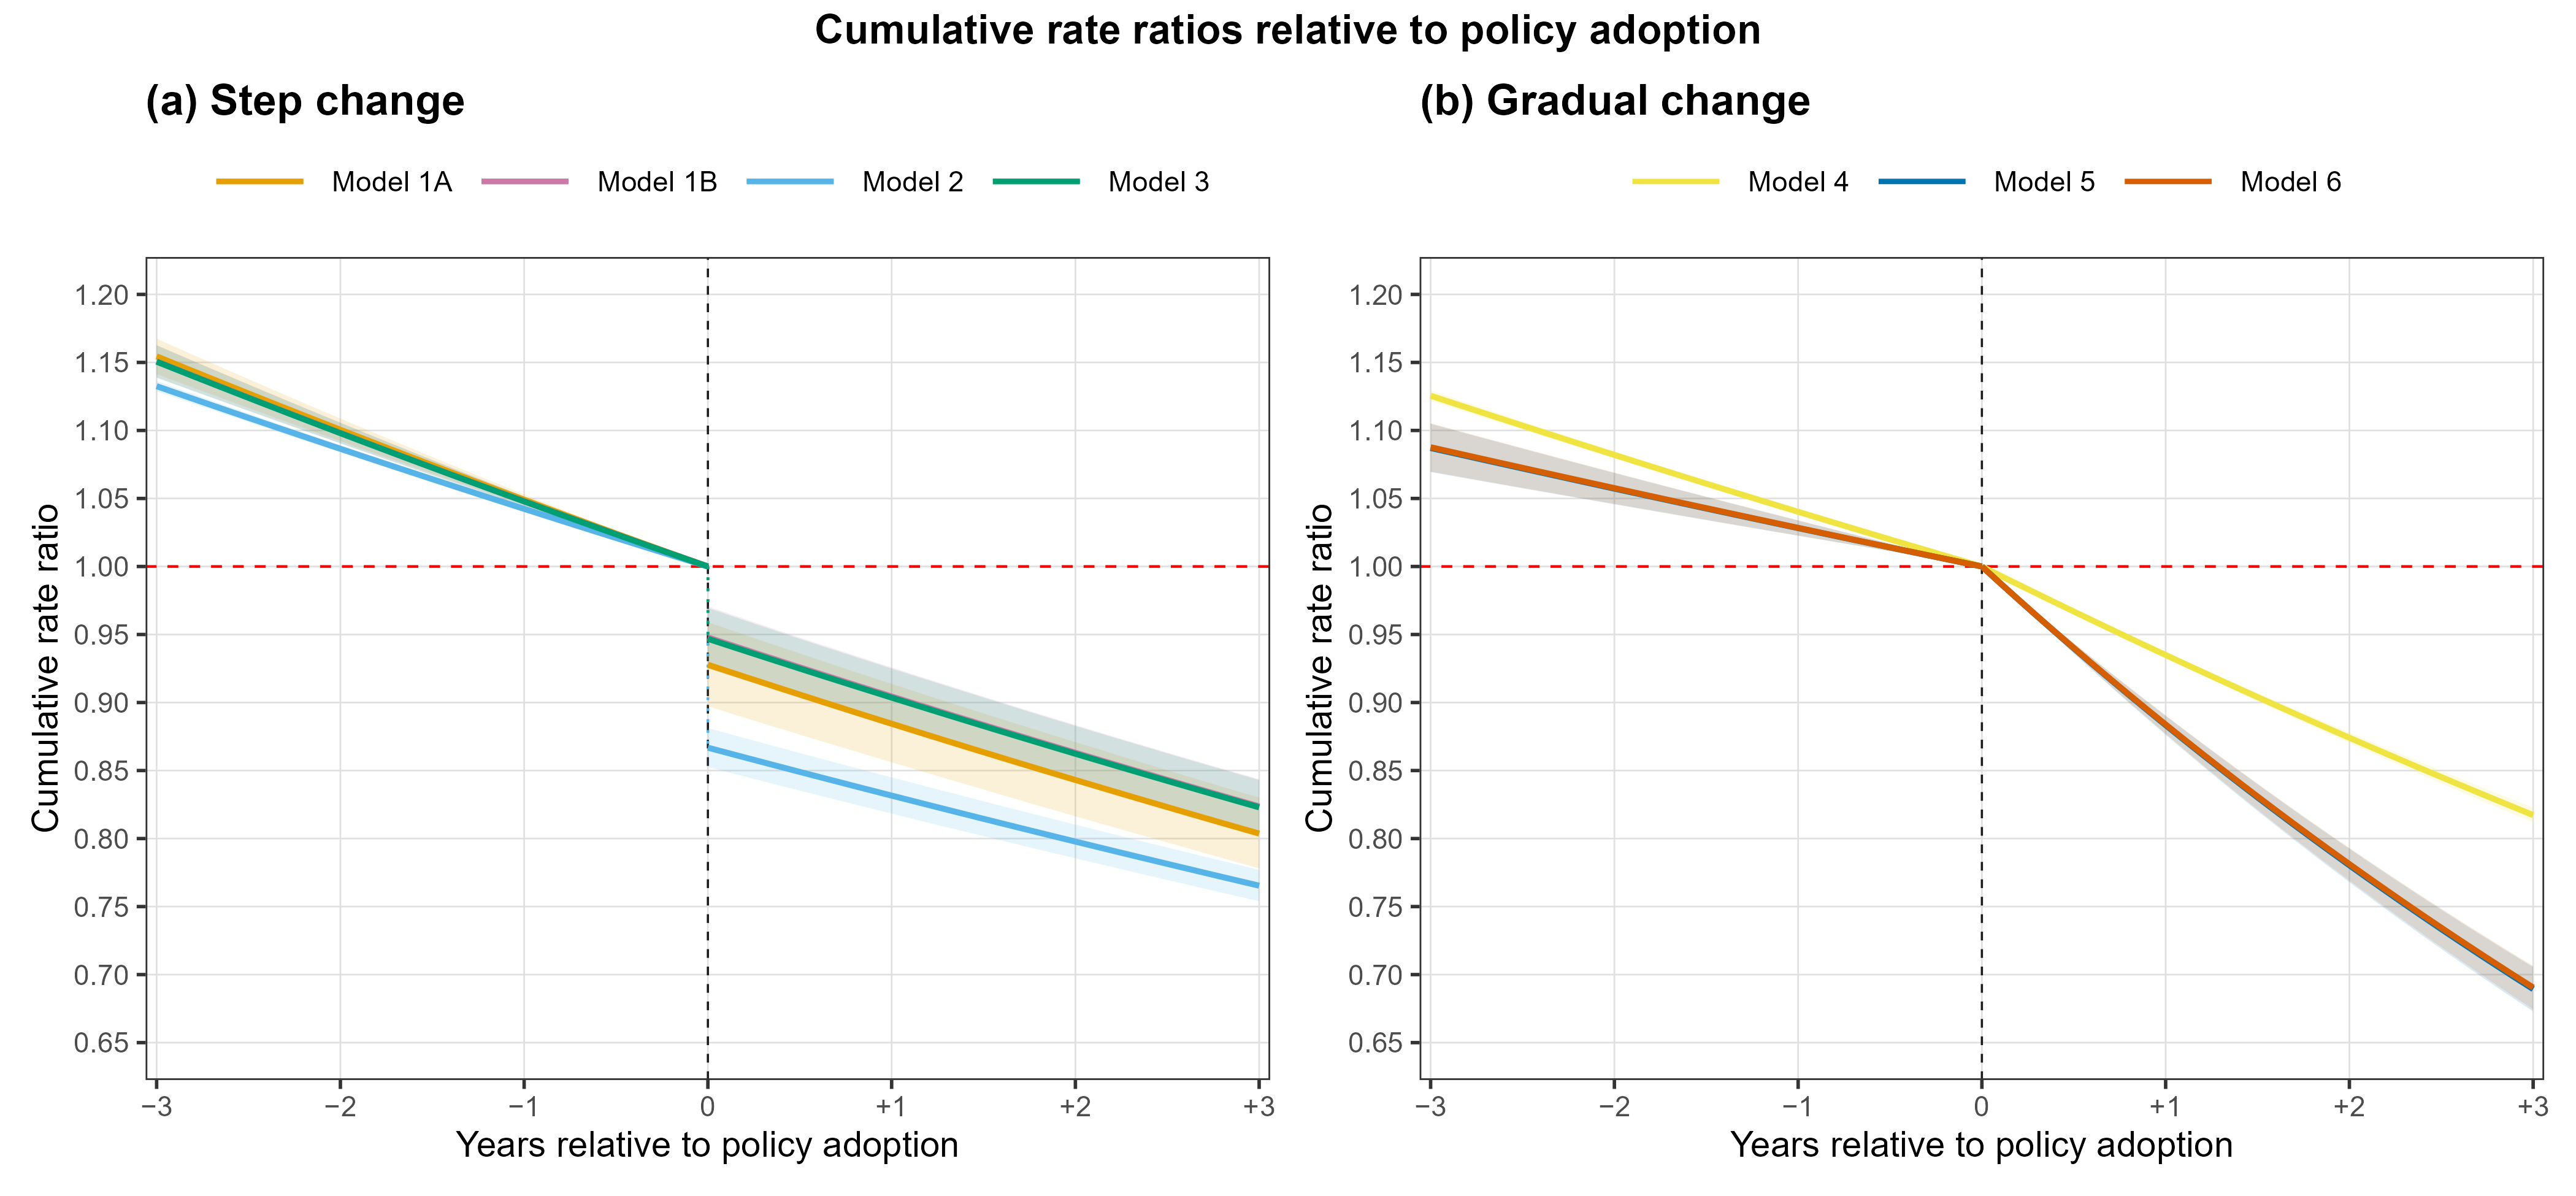 Cumulative rate ratios relative to policy adoption
(a) Step change
Model 1A Model 1B Model 2 Model 3
Cumulative rate ratio
1.20
1.15
1.10
1.05
1.00
0.95
0.90
0.85
0.80
0.75
0.70
0.65
−3 −2 −1 0 +1 +2 +3
Years relative to policy adoption
(b) Gradual change
Model 4 Model 5 Model 6
Cumulative rate ratio
1.20
1.15
1.10
1.05
1.00
0.95
0.90
0.85
0.80
0.75
0.70
0.65
−3 −2 −1 0 +1 +2 +3
Years relative to policy adoption